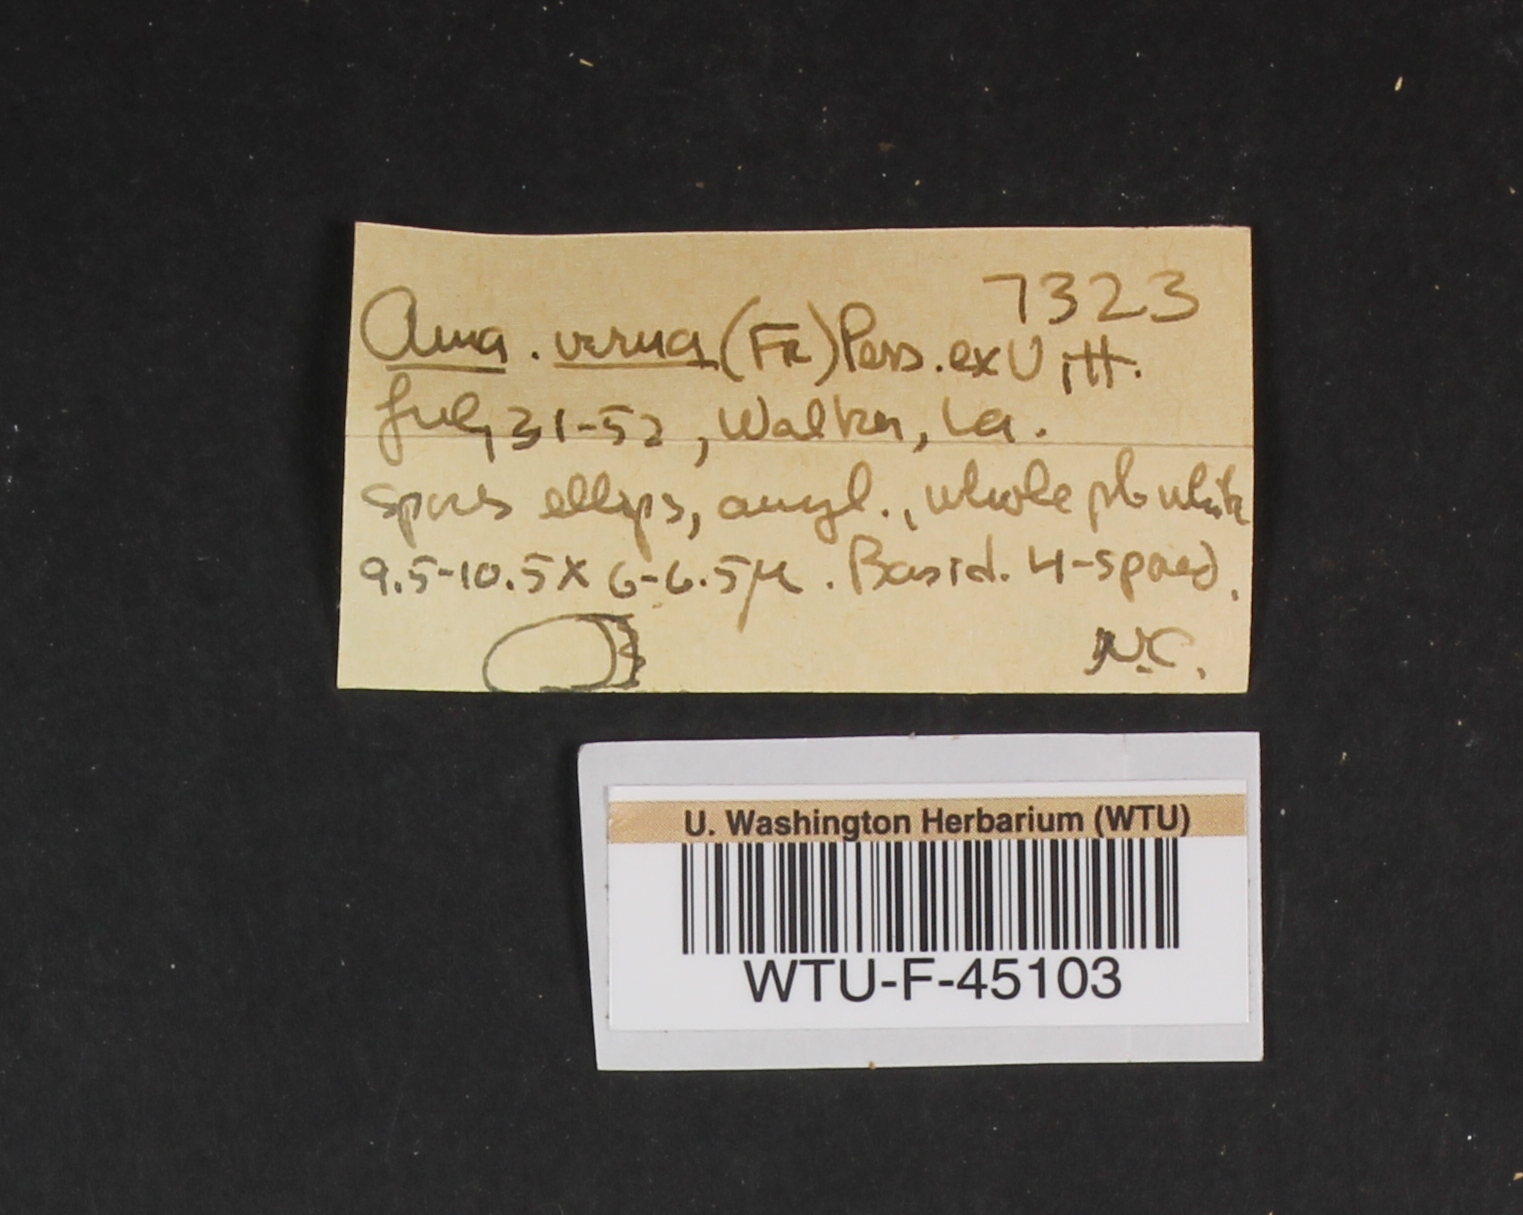 7323
Ama. verna (Fr) Pers. ex Vitt.
July 31-52, Walker, La.
spores ellips, amyl., whole pl. white
9.5-10.5 X 6-6.5µ. Basid. 4-spored.
N.C.
U. Washington Herbarium (WTU)
WTU-F-45103